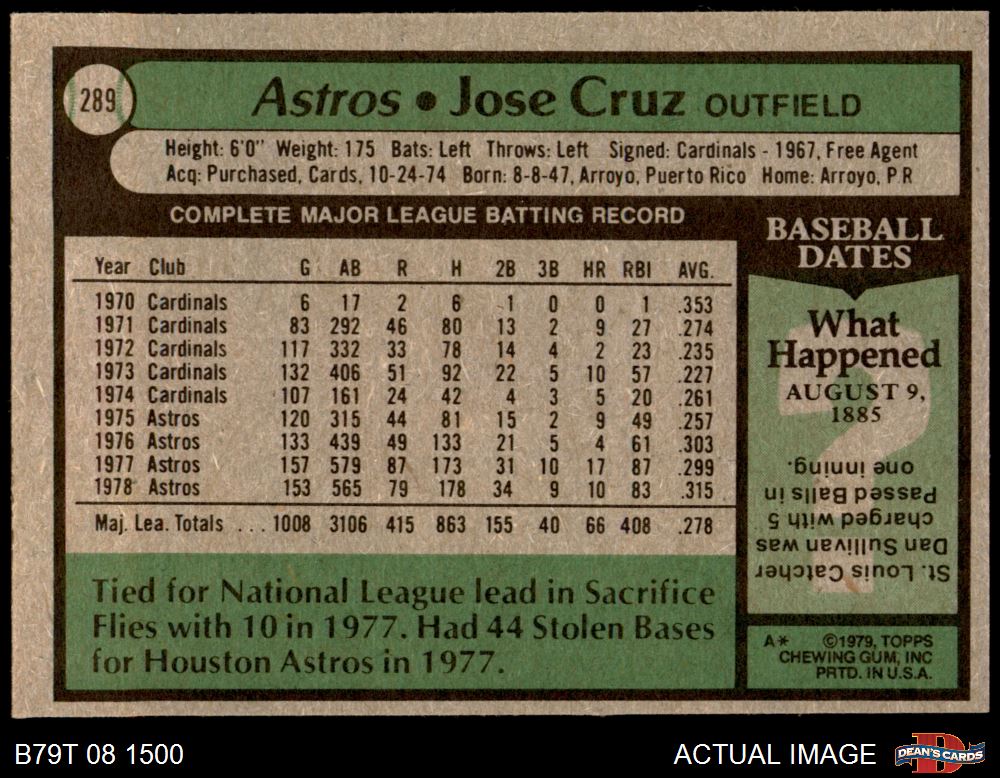 289
Astros • Jose Cruz OUTFIELD
Height: 6'0" Weight: 175 Bats: Left Throws: Left Signed: Cardinals - 1967, Free Agent
Acq: Purchased, Cards, 10-24-74 Born: 8-8-47, Arroyo, Puerto Rico Home: Arroyo, P.R
COMPLETE MAJOR LEAGUE BATTING RECORD
Year Club G AB R H 2B 3B HR RBI AVG.
1970 Cardinals 6 17 2 6 1 0 0 1 .353
1971 Cardinals 83 292 46 80 13 2 9 27 .274
1972 Cardinals 117 332 33 78 14 4 2 23 .235
1973 Cardinals 132 406 51 92 22 5 10 57 .227
1974 Cardinals 107 161 24 42 4 3 5 20 .261
1975 Astros 120 315 44 81 15 2 9 49 .257
1976 Astros 133 439 49 133 21 5 4 61 .303
1977 Astros 157 579 87 173 31 10 17 87 .299
1978 Astros 153 565 79 178 34 9 10 83 .315
Maj. Lea. Totals ... 1008 3106 415 863 155 40 66 408 .278
Tied for National League lead in Sacrifice
Flies with 10 in 1977. Had 44 Stolen Bases
for Houston Astros in 1977.
BASEBALL
DATES
What
Happened
AUGUST 9,
1885
St. Louis Catcher
Dan Sullivan was
charged with 5
Passed Balls in
one inning.
A* ©1979, TOPPS
CHEWING GUM, INC
PRTD. IN U.S.A.
B79T 08 1500
ACTUAL IMAGE
DEAN'S CARDS